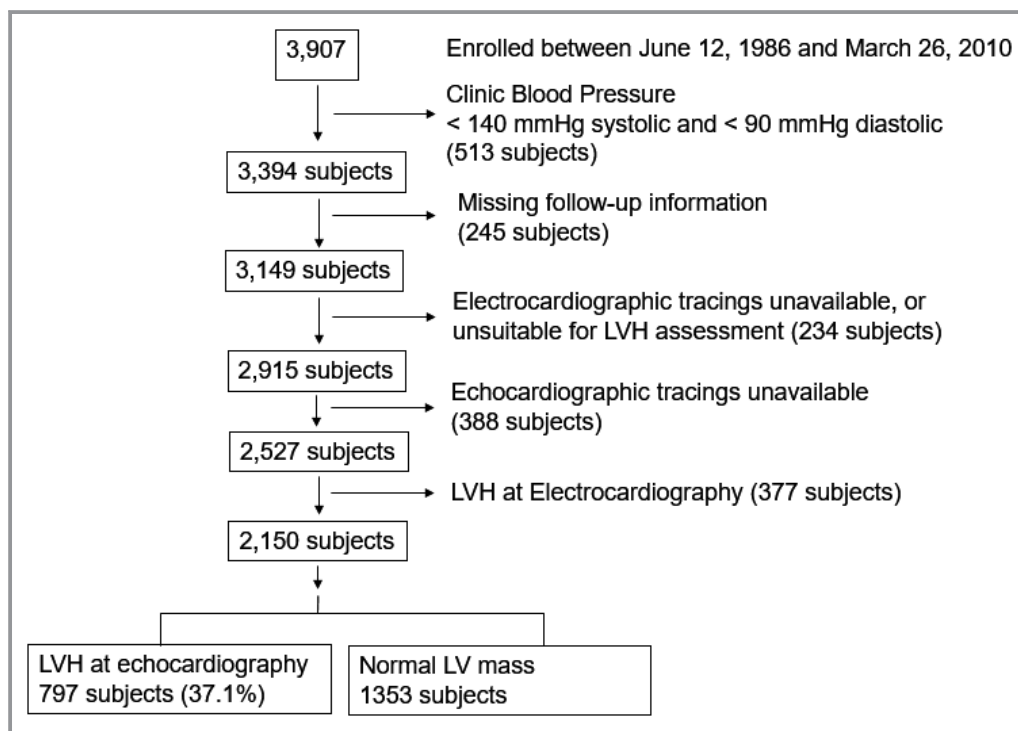 3,907
Enrolled between June 12, 1986 and March 26, 2010
Clinic Blood Pressure
< 140 mmHg systolic and < 90 mmHg diastolic
(513 subjects)
3,394 subjects
Missing follow-up information
(245 subjects)
3,149 subjects
Electrocardiographic tracings unavailable, or
unsuitable for LVH assessment (234 subjects)
2,915 subjects
Echocardiographic tracings unavailable
(388 subjects)
2,527 subjects
LVH at Electrocardiography (377 subjects)
2,150 subjects
LVH at echocardiography
797 subjects (37.1%)
Normal LV mass
1353 subjects